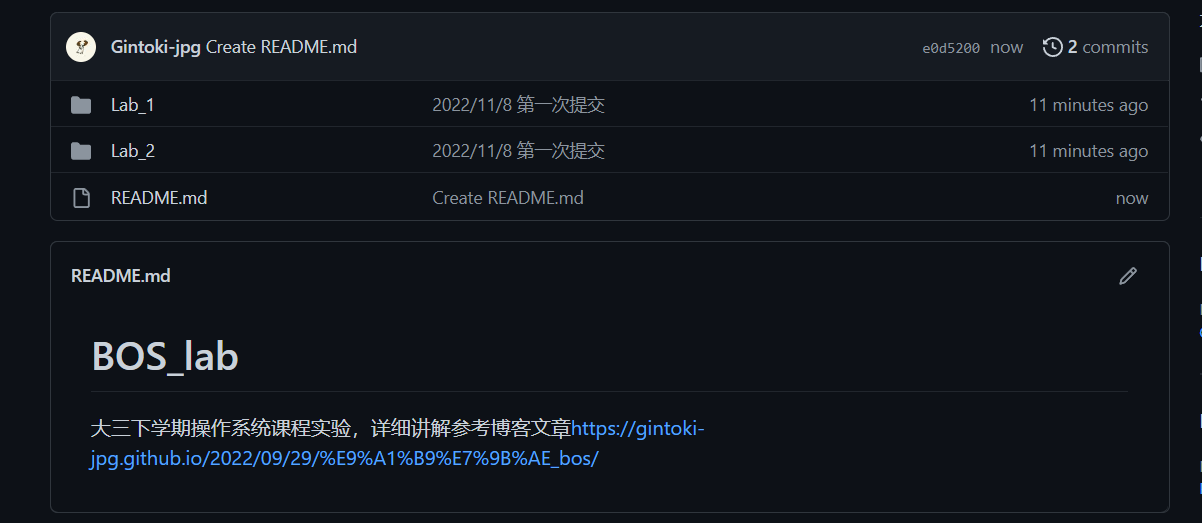 Gintoki-jpg Create README.md e0d5200 now 2 commits
Lab_1 2022/11/8 第一次提交 11 minutes ago
Lab_2 2022/11/8 第一次提交 11 minutes ago
README.md Create README.md now
README.md
BOS_lab
大三下学期操作系统课程实验，详细讲解参考博客文章https://gintoki-
jpg.github.io/2022/09/29/%E9%A1%B9%E7%9B%AE_bos/